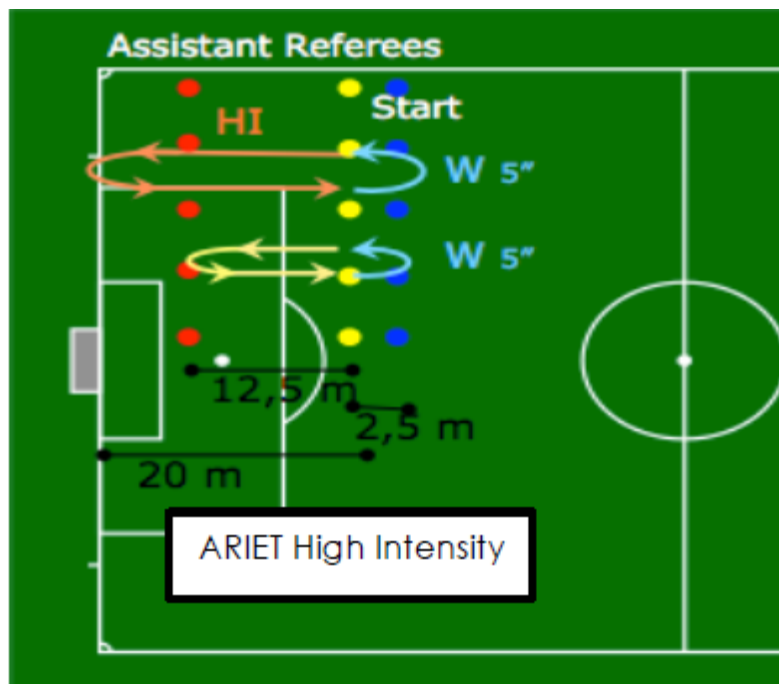 Assistant Referees
Start
HI
W 5"
W 5"
12,5 m
2,5 m
20 m
ARIET High Intensity